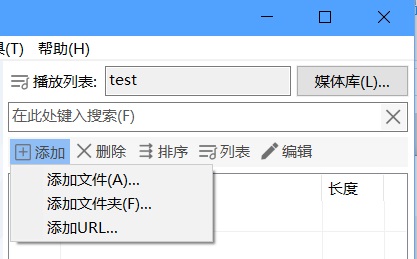 具(T) 帮助(H)
播放列表: test 媒体库(L)...
在此处键入搜索(F)
添加 删除 排序 列表 编辑
添加文件(A)... 长度
添加文件夹(F)...
添加URL...